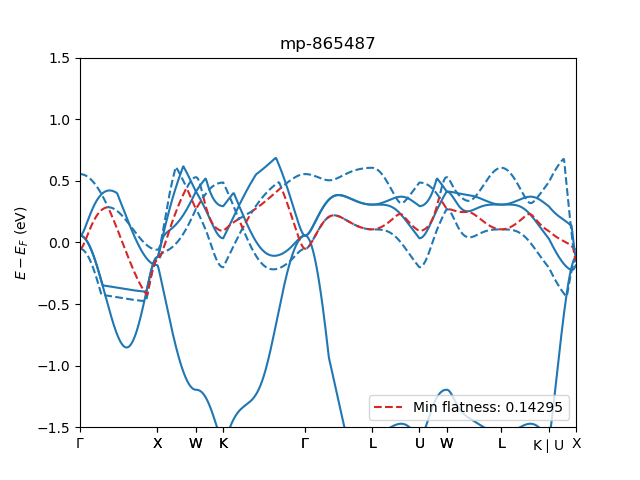 mp-865487
1.5
1.0
0.5
0.0
−0.5
−1.0
−1.5
E − E_F (eV)
Min flatness: 0.14295
Γ X W K Γ L U W L K | U X